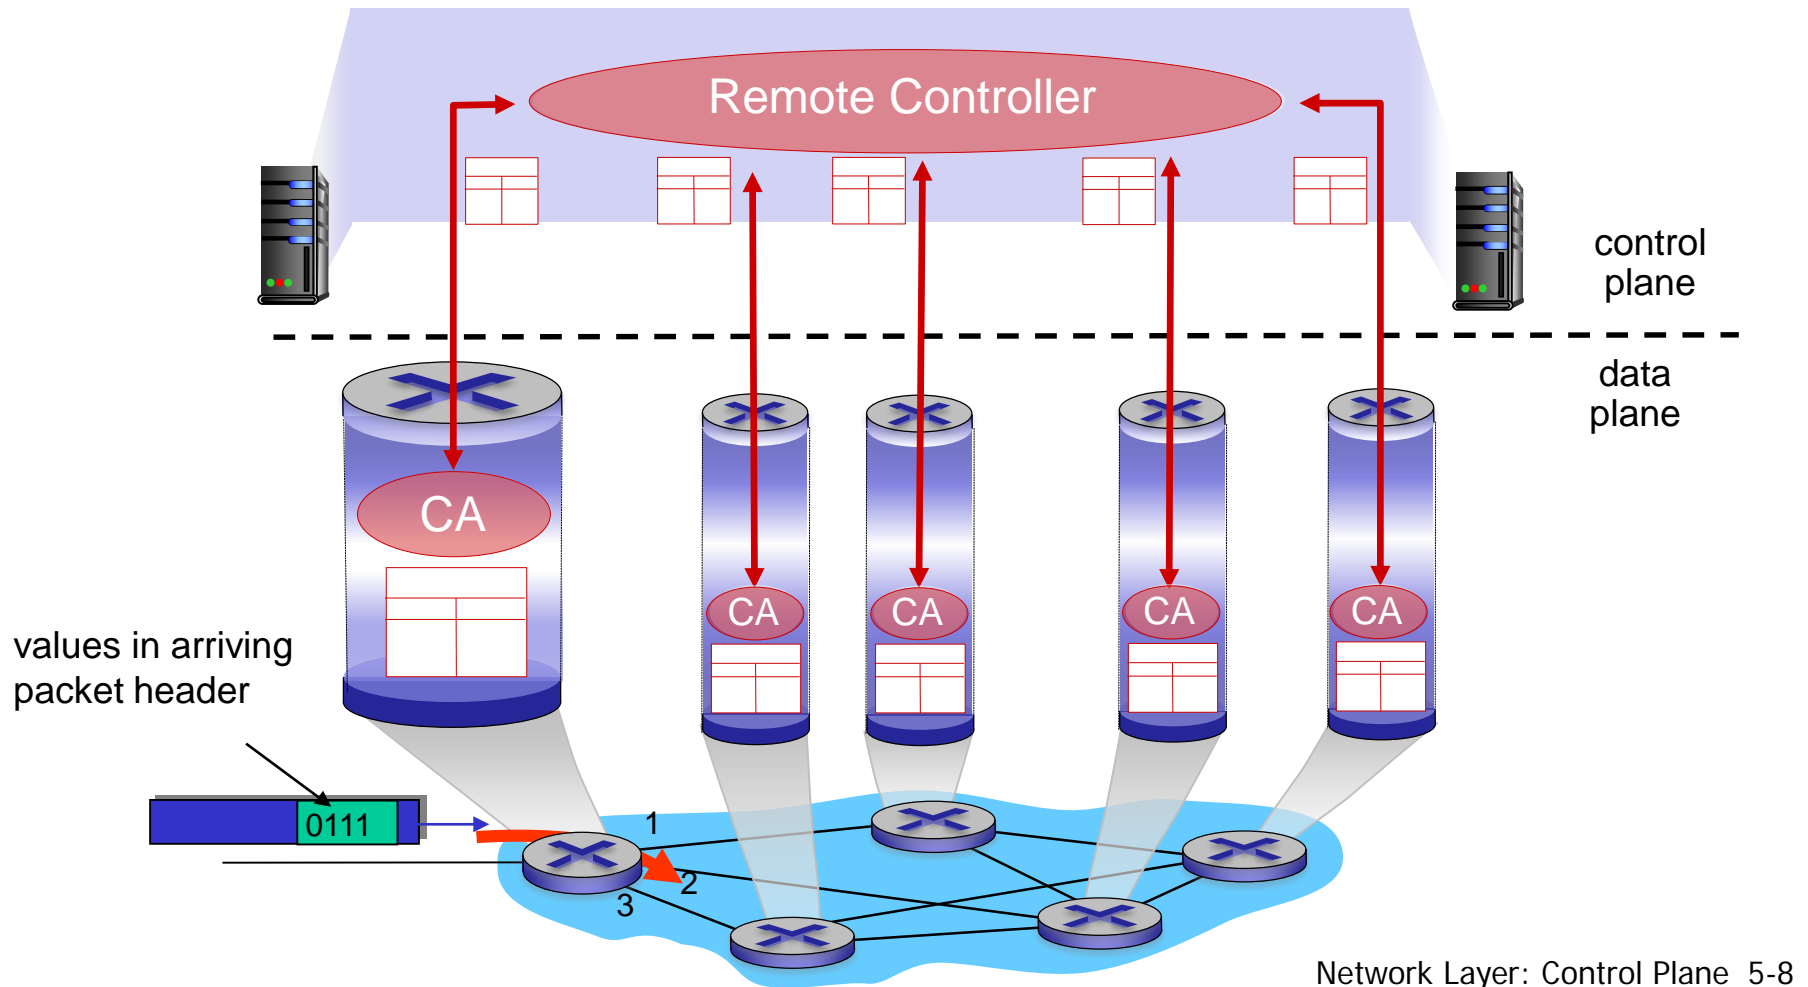 Remote Controller
control
plane
data
plane
CA
CA
CA
CA
CA
values in arriving
packet header
0111
1
2
3
Network Layer: Control Plane 5-8